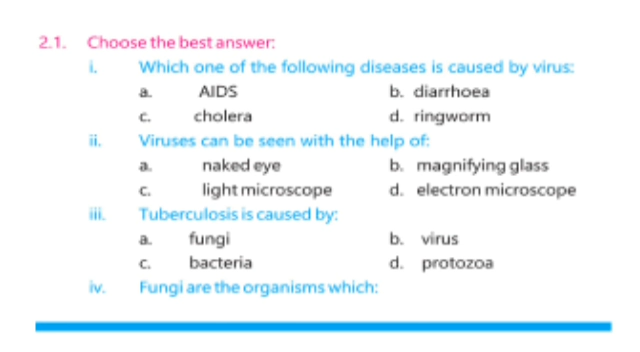 2.1. Choose the best answer:
i. Which one of the following diseases is caused by virus:
a. AIDS b. diarrhoea
c. cholera d. ringworm
ii. Viruses can be seen with the help of:
a. naked eye b. magnifying glass
c. light microscope d. electron microscope
iii. Tuberculosis is caused by:
a. fungi b. virus
c. bacteria d. protozoa
iv. Fungi are the organisms which: